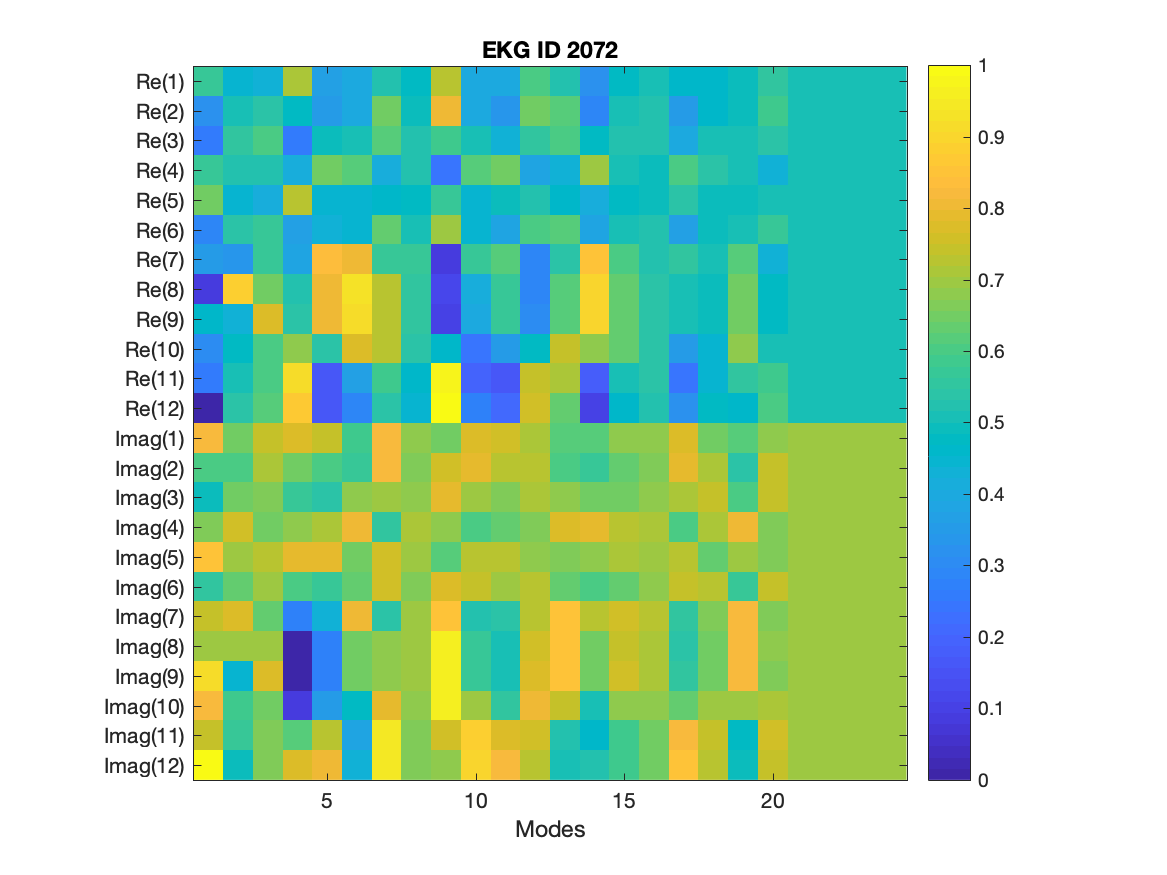 EKG ID 2072
Re(1)
Re(2)
Re(3)
Re(4)
Re(5)
Re(6)
Re(7)
Re(8)
Re(9)
Re(10)
Re(11)
Re(12)
Imag(1)
Imag(2)
Imag(3)
Imag(4)
Imag(5)
Imag(6)
Imag(7)
Imag(8)
Imag(9)
Imag(10)
Imag(11)
Imag(12)
5 10 15 20
Modes
1
0.9
0.8
0.7
0.6
0.5
0.4
0.3
0.2
0.1
0